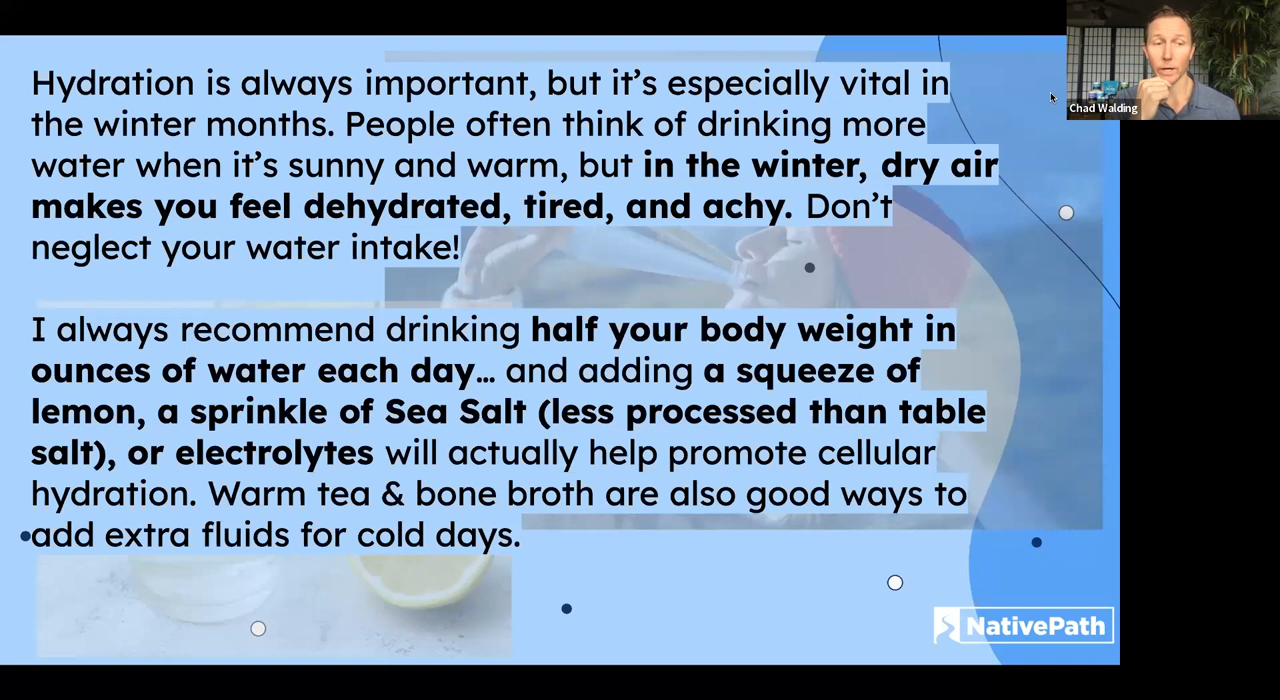 Hydration is always important, but it’s especially vital in
the winter months. People often think of drinking more
water when it’s sunny and warm, but in the winter, dry air
makes you feel dehydrated, tired, and achy. Don’t
neglect your water intake!
I always recommend drinking half your body weight in
ounces of water each day… and adding a squeeze of
lemon, a sprinkle of Sea Salt (less processed than table
salt), or electrolytes will actually help promote cellular
hydration. Warm tea & bone broth are also good ways to
add extra fluids for cold days.
Chad Walding
NativePath